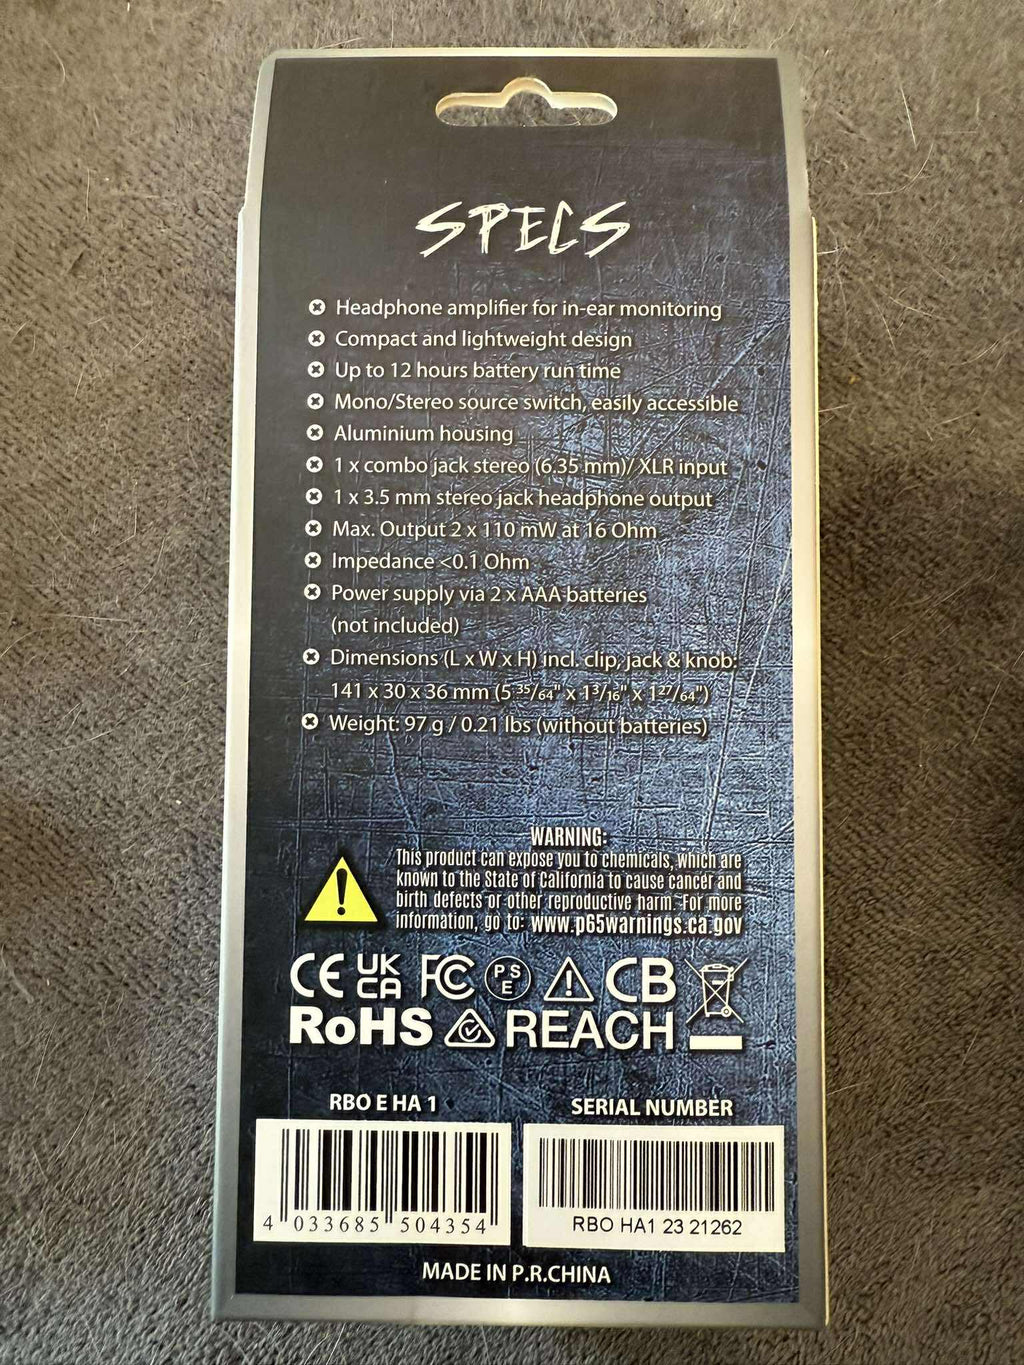 SPECS
Headphone amplifier for in-ear monitoring
Compact and lightweight design
Up to 12 hours battery run time
Mono/Stereo source switch, easily accessible
Aluminium housing
1 x combo jack stereo (6.35 mm)/ XLR input
1 x 3.5 mm stereo jack headphone output
Max. Output 2 x 110 mW at 16 Ohm
Impedance <0.1 Ohm
Power supply via 2 x AAA batteries
(not included)
Dimensions (L x W x H) incl. clip, jack & knob:
141 x 30 x 36 mm (5 35/64" x 13/16" x 127/64")
Weight: 97 g / 0.21 lbs (without batteries)
WARNING:
This product can expose you to chemicals, which are
known to the State of California to cause cancer and
birth defects or other reproductive harm. For more
information, go to: www.p65warnings.ca.gov
CE UK CA FC PSE CB
RoHS REACH
RBO E HA 1
SERIAL NUMBER
4 033685 504354
RBO HA1 23 21262
MADE IN P.R.CHINA